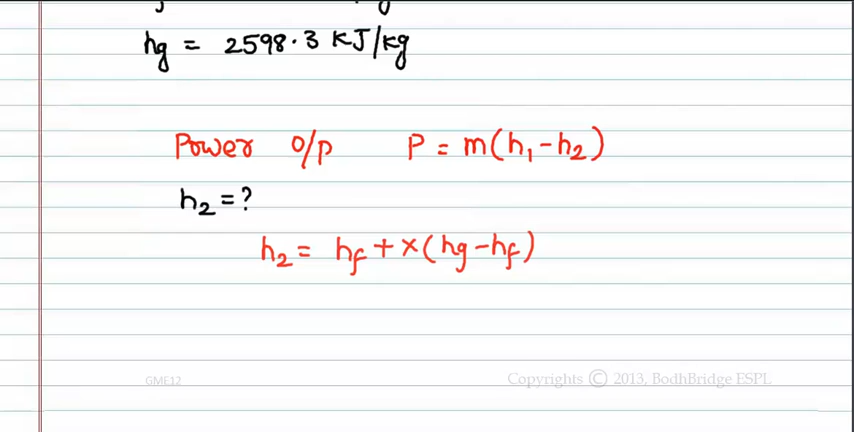 hg = 2598.3 KJ/kg
Power o/p P = m(h₁-h₂)
h₂ = ?
h₂ = hf + x(hg-hf)
GME12 Copyrights © 2013, BodhBridge ESPL